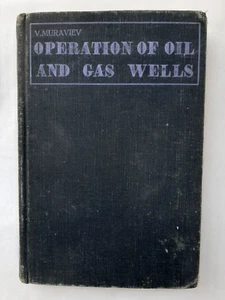 V. MURAVIEV
OPERATION OF OIL
AND GAS WELLS